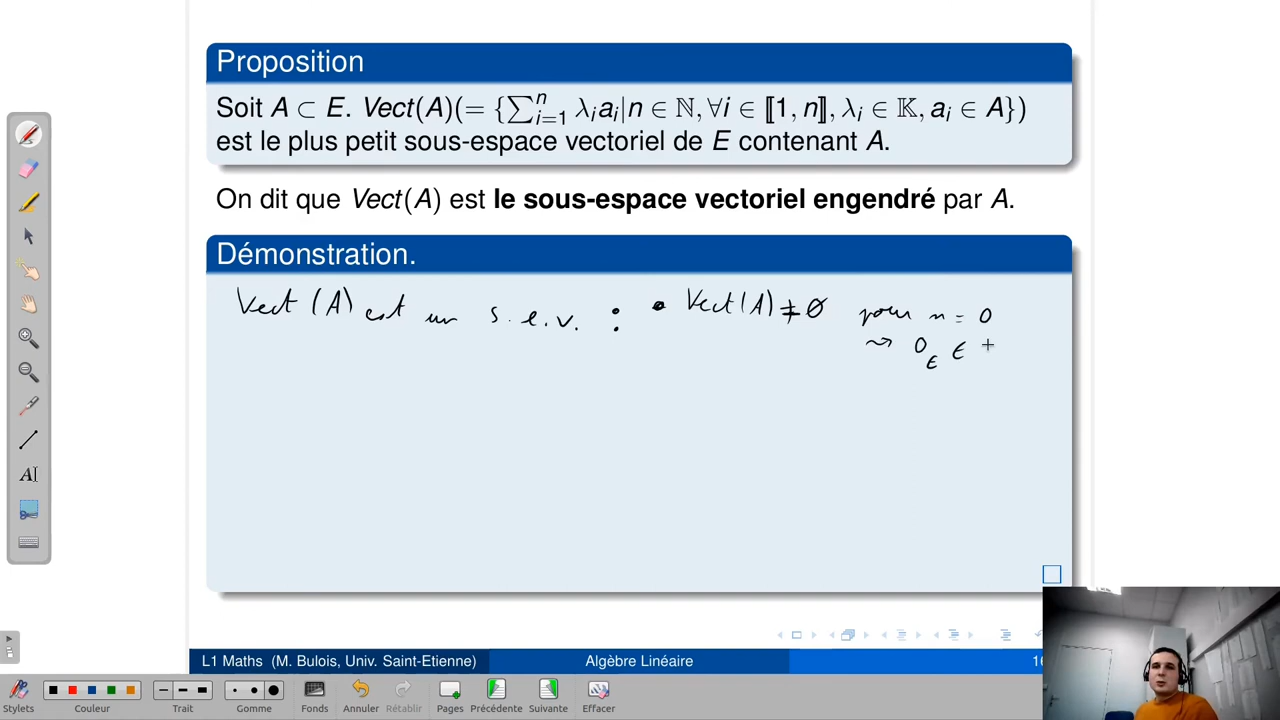 Proposition
Soit A ⊂ E. Vect(A)(= {∑ⁿᵢ₌₁ λᵢaᵢ|n ∈ ℕ, ∀i ∈ ⟦1, n⟧, λᵢ ∈ 𝕂, aᵢ ∈ A})
est le plus petit sous-espace vectoriel de E contenant A.
On dit que Vect(A) est le sous-espace vectoriel engendré par A.
Démonstration.
Vect (A) est un s.e.v. : • Vect(A) ≠ ∅ pour n = 0
⇝ 0_E ∈
L1 Maths (M. Bulois, Univ. Saint-Etienne) Algèbre Linéaire
Stylets Couleur Trait Gomme Fonds Annuler Rétablir Pages Précédente Suivante Effacer